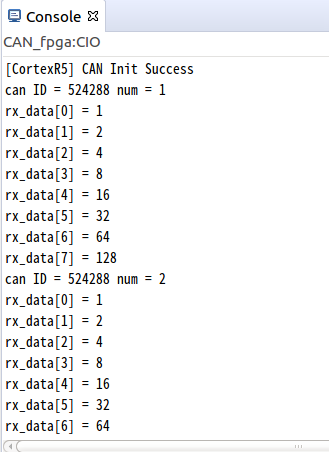 Console
CAN_fpga:CIO
[CortexR5] CAN Init Success
can ID = 524288 num = 1
rx_data[0] = 1
rx_data[1] = 2
rx_data[2] = 4
rx_data[3] = 8
rx_data[4] = 16
rx_data[5] = 32
rx_data[6] = 64
rx_data[7] = 128
can ID = 524288 num = 2
rx_data[0] = 1
rx_data[1] = 2
rx_data[2] = 4
rx_data[3] = 8
rx_data[4] = 16
rx_data[5] = 32
rx_data[6] = 64